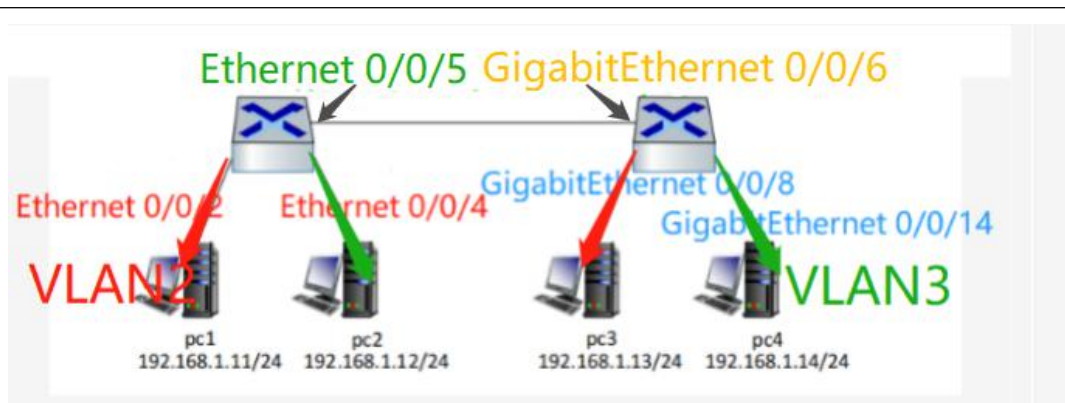 Ethernet 0/0/5 GigabitEthernet 0/0/6
Ethernet 0/0/2 Ethernet 0/0/4 GigabitEthernet 0/0/8
GigabitEthernet 0/0/14
VLAN2 VLAN3
pc1 pc2 pc3 pc4
192.168.1.11/24 192.168.1.12/24 192.168.1.13/24 192.168.1.14/24